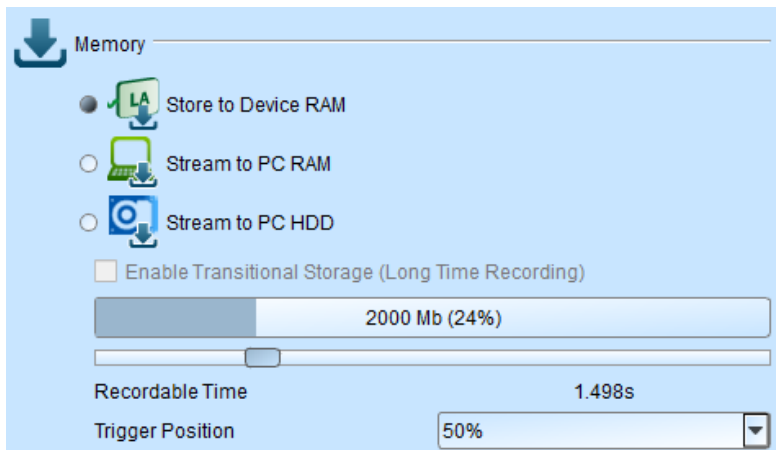 Memory
LA
Store to Device RAM
Stream to PC RAM
Stream to PC HDD
Enable Transitional Storage (Long Time Recording)
2000 Mb (24%)
Recordable Time 1.498s
Trigger Position 50%